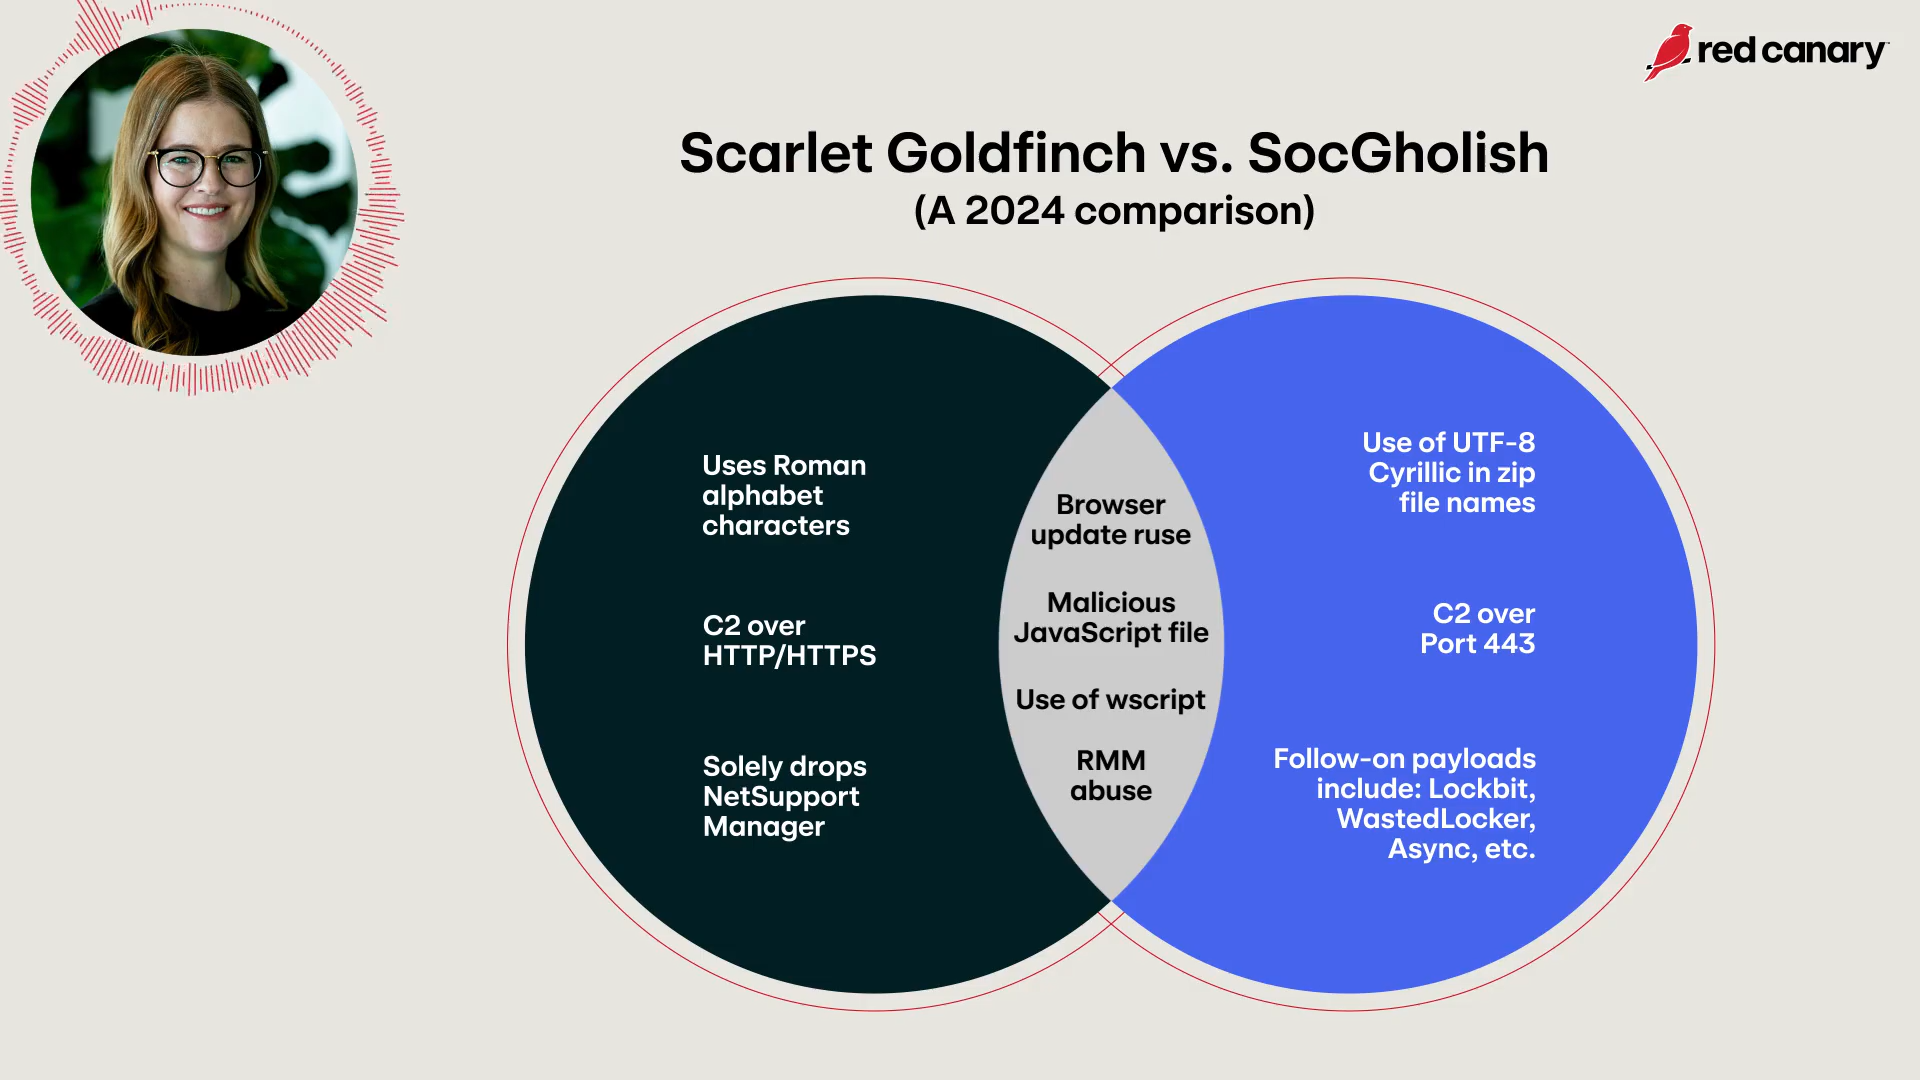 red canary
Scarlet Goldfinch vs. SocGholish
(A 2024 comparison)
Uses Roman
alphabet
characters
C2 over
HTTP/HTTPS
Solely drops
NetSupport
Manager
Browser
update ruse
Malicious
JavaScript file
Use of wscript
RMM
abuse
Use of UTF-8
Cyrillic in zip
file names
C2 over
Port 443
Follow-on payloads
include: Lockbit,
WastedLocker,
Async, etc.